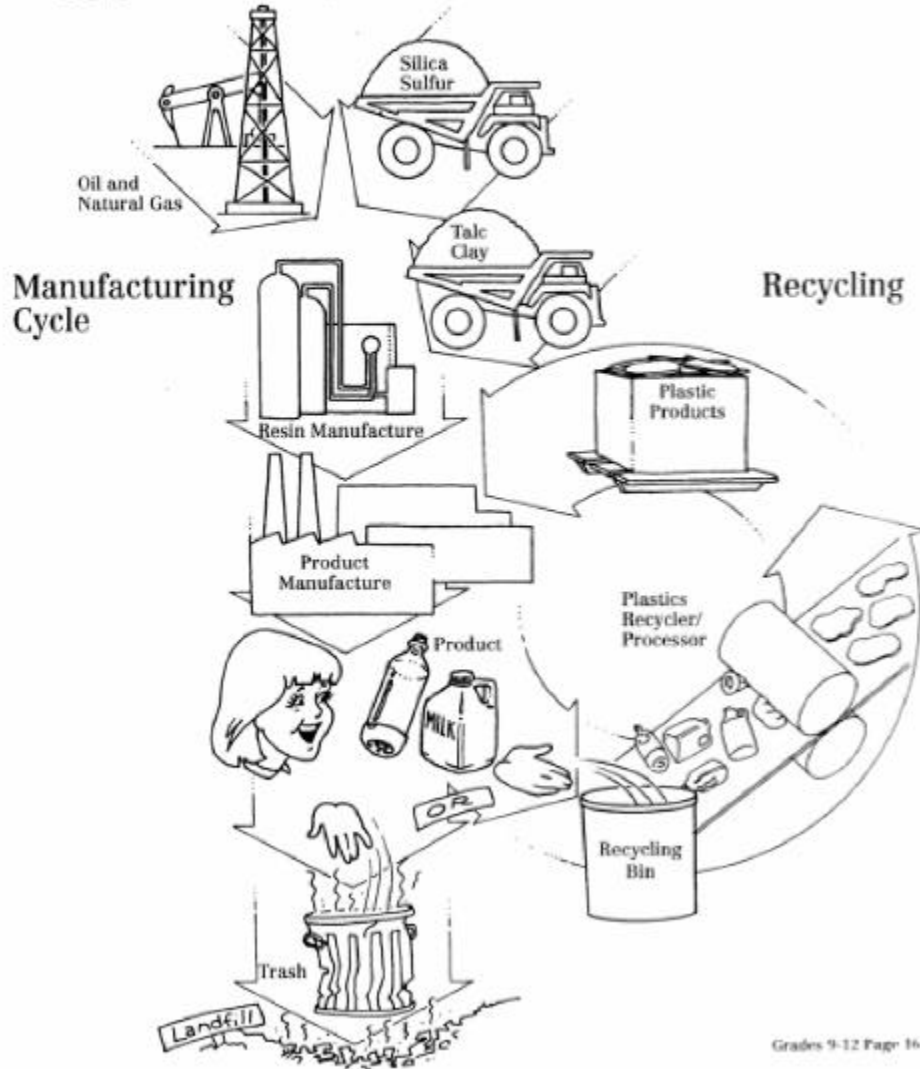 Silica
Sulfur
Oil and
Natural Gas
Talc
Clay
Manufacturing
Cycle
Recycling
Plastic
Products
Resin Manufacture
Product
Manufacture
Plastics
Recycler/
Processor
Product
MILK
OR
Recycling
Bin
Trash
Landfill
Grades 9-12 Page 16